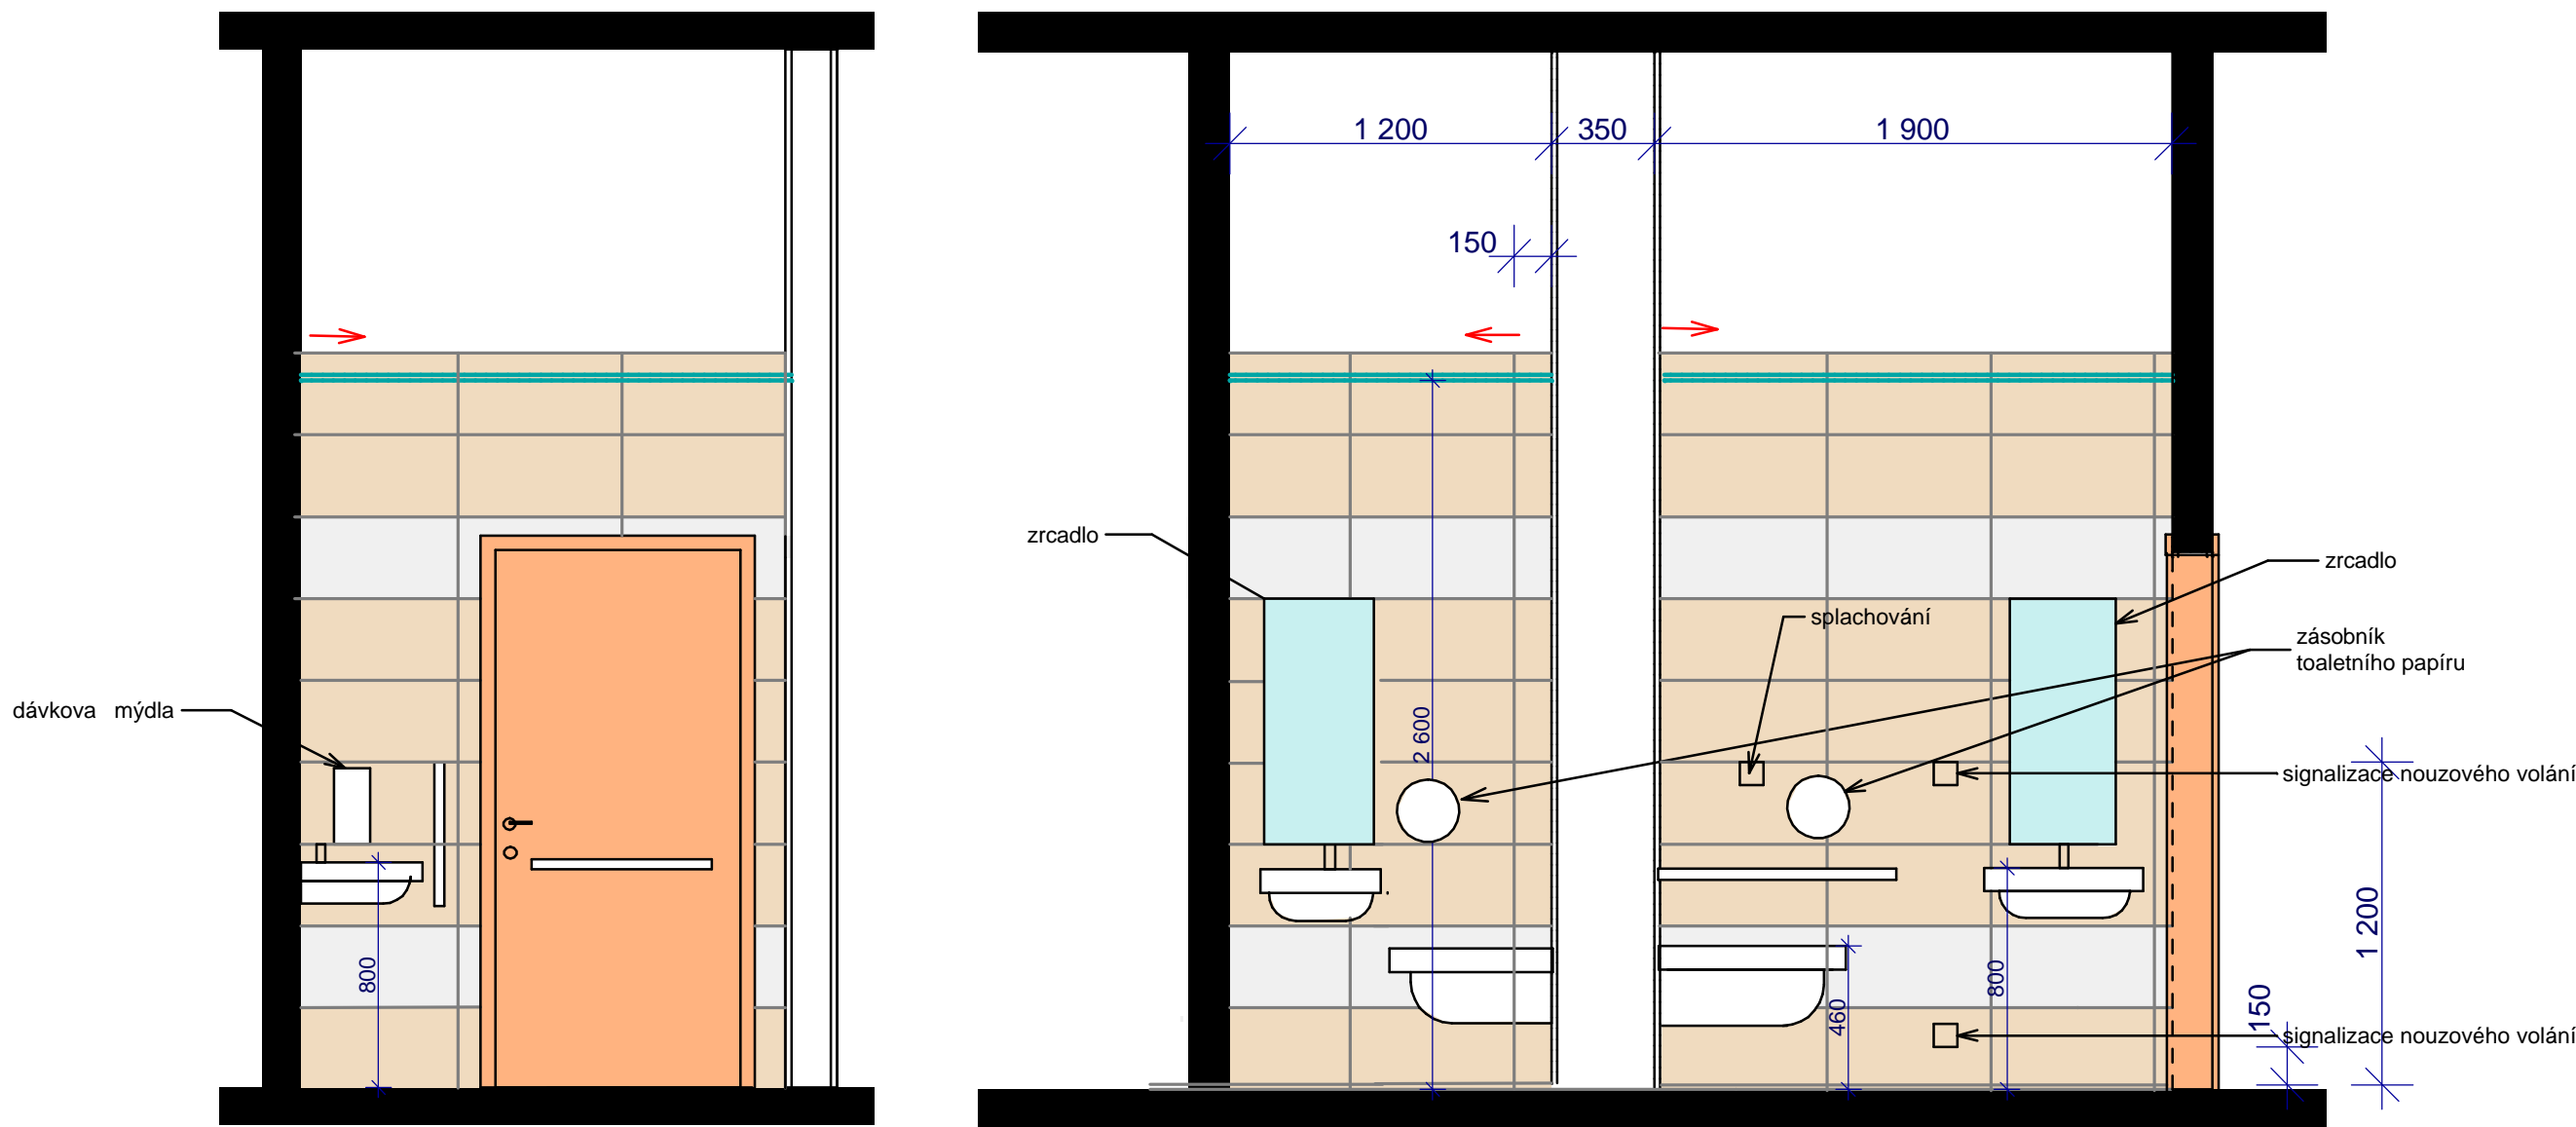 1 200
350
1 900
150
zrcadlo
zrcadlo
splachování
zásobník
toaletního papíru
dávkova mýdla
2 600
signalizace nouzového volání
1 200
800
800
460
150
signalizace nouzového volání